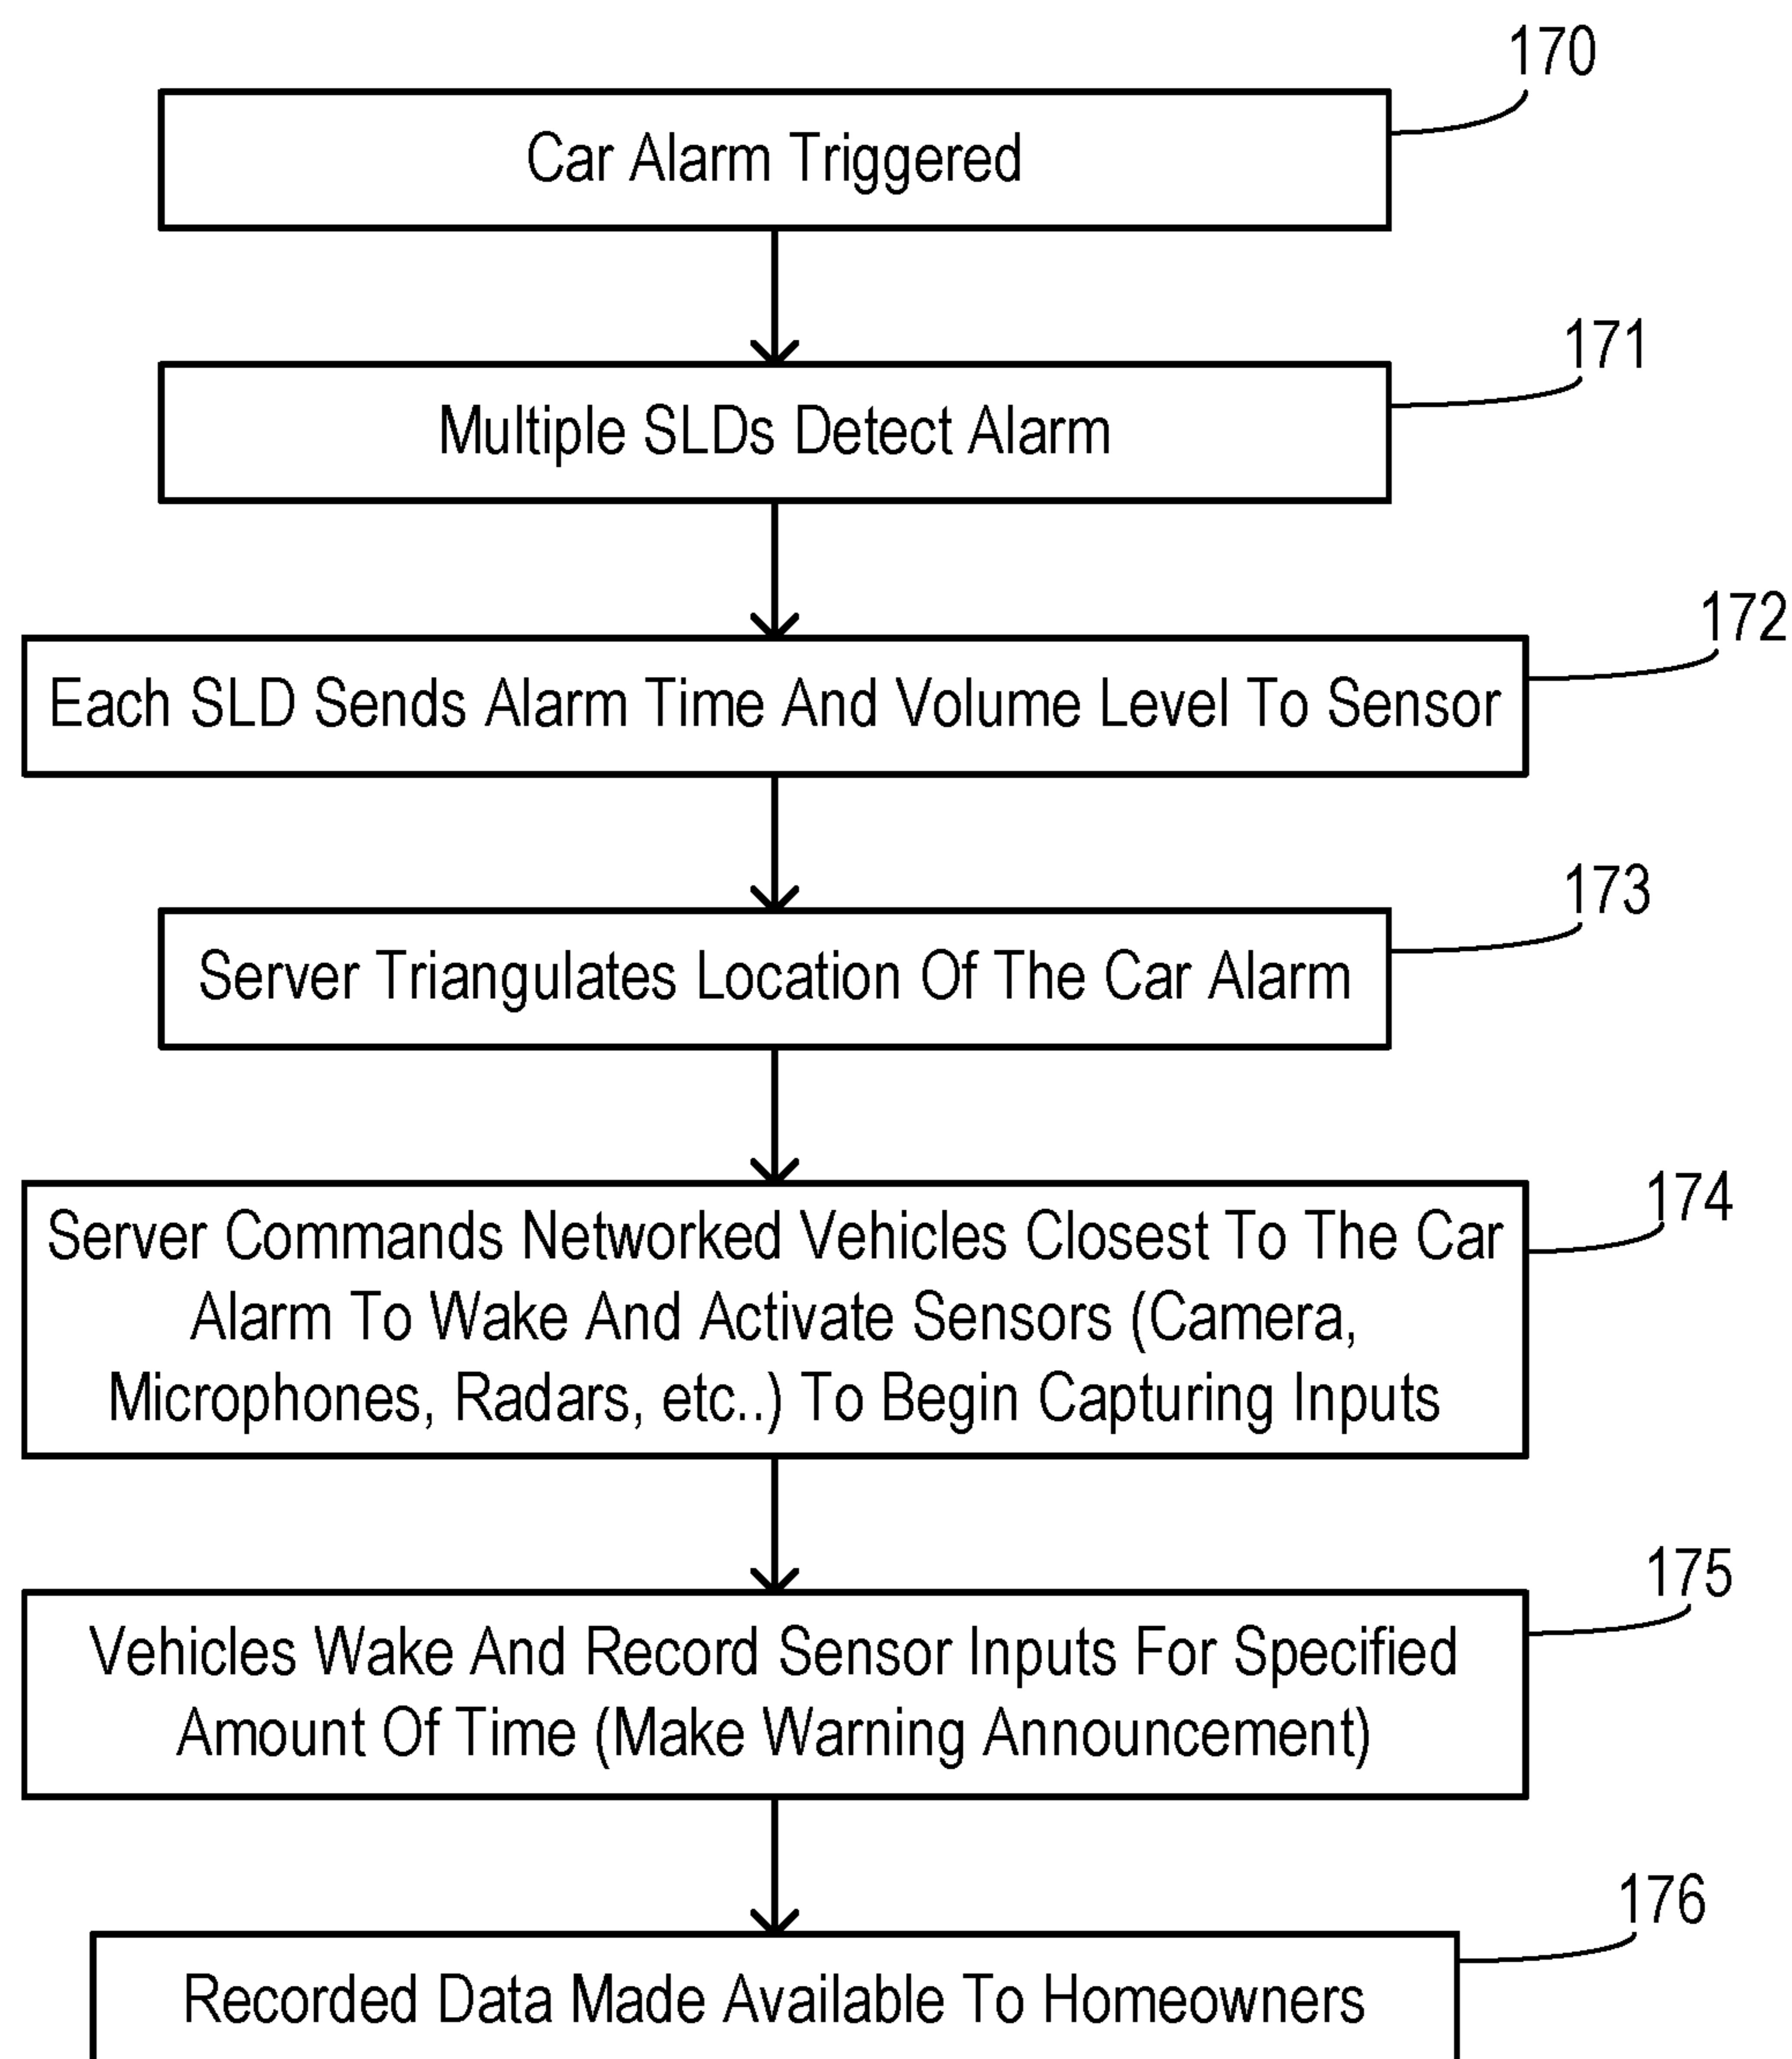 170
Car Alarm Triggered
171
Multiple SLDs Detect Alarm
172
Each SLD Sends Alarm Time And Volume Level To Sensor
173
Server Triangulates Location Of The Car Alarm
174
Server Commands Networked Vehicles Closest To The Car
Alarm To Wake And Activate Sensors (Camera,
Microphones, Radars, etc..) To Begin Capturing Inputs
175
Vehicles Wake And Record Sensor Inputs For Specified
Amount Of Time (Make Warning Announcement)
176
Recorded Data Made Available To Homeowners